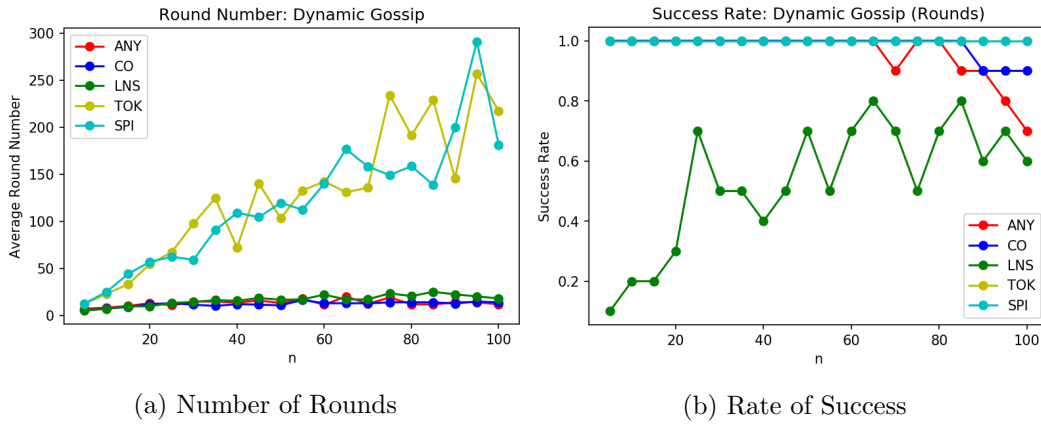 Round Number: Dynamic Gossip
300
250
200
150
100
50
0
Average Round Number
ANY
CO
LNS
TOK
SPI
20 40 60 80 100
n
(a) Number of Rounds
Success Rate: Dynamic Gossip (Rounds)
1.0
0.8
0.6
0.4
0.2
Success Rate
ANY
CO
LNS
TOK
SPI
20 40 60 80 100
n
(b) Rate of Success